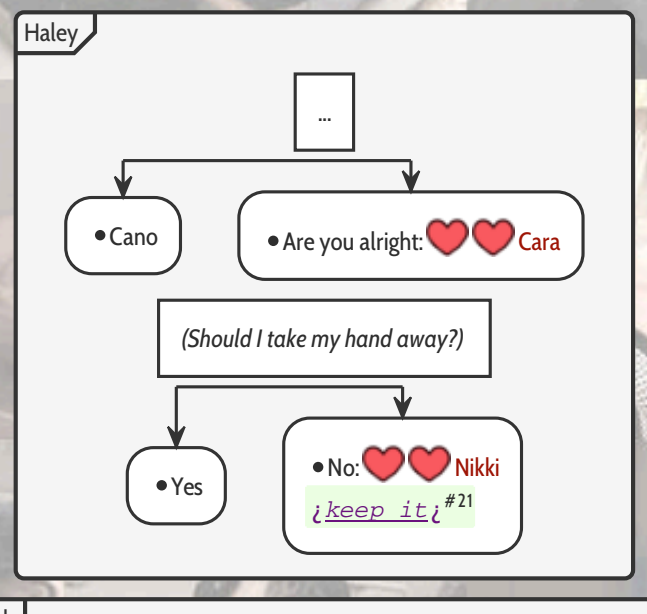 Haley
...
• Cano
• Are you alright: Cara
(Should I take my hand away?)
• Yes
• No: Nikki
¿keep it¿#21